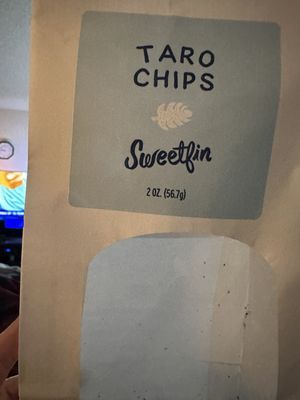 TARO
CHIPS
Sweetfin
2 OZ. (56.7g)